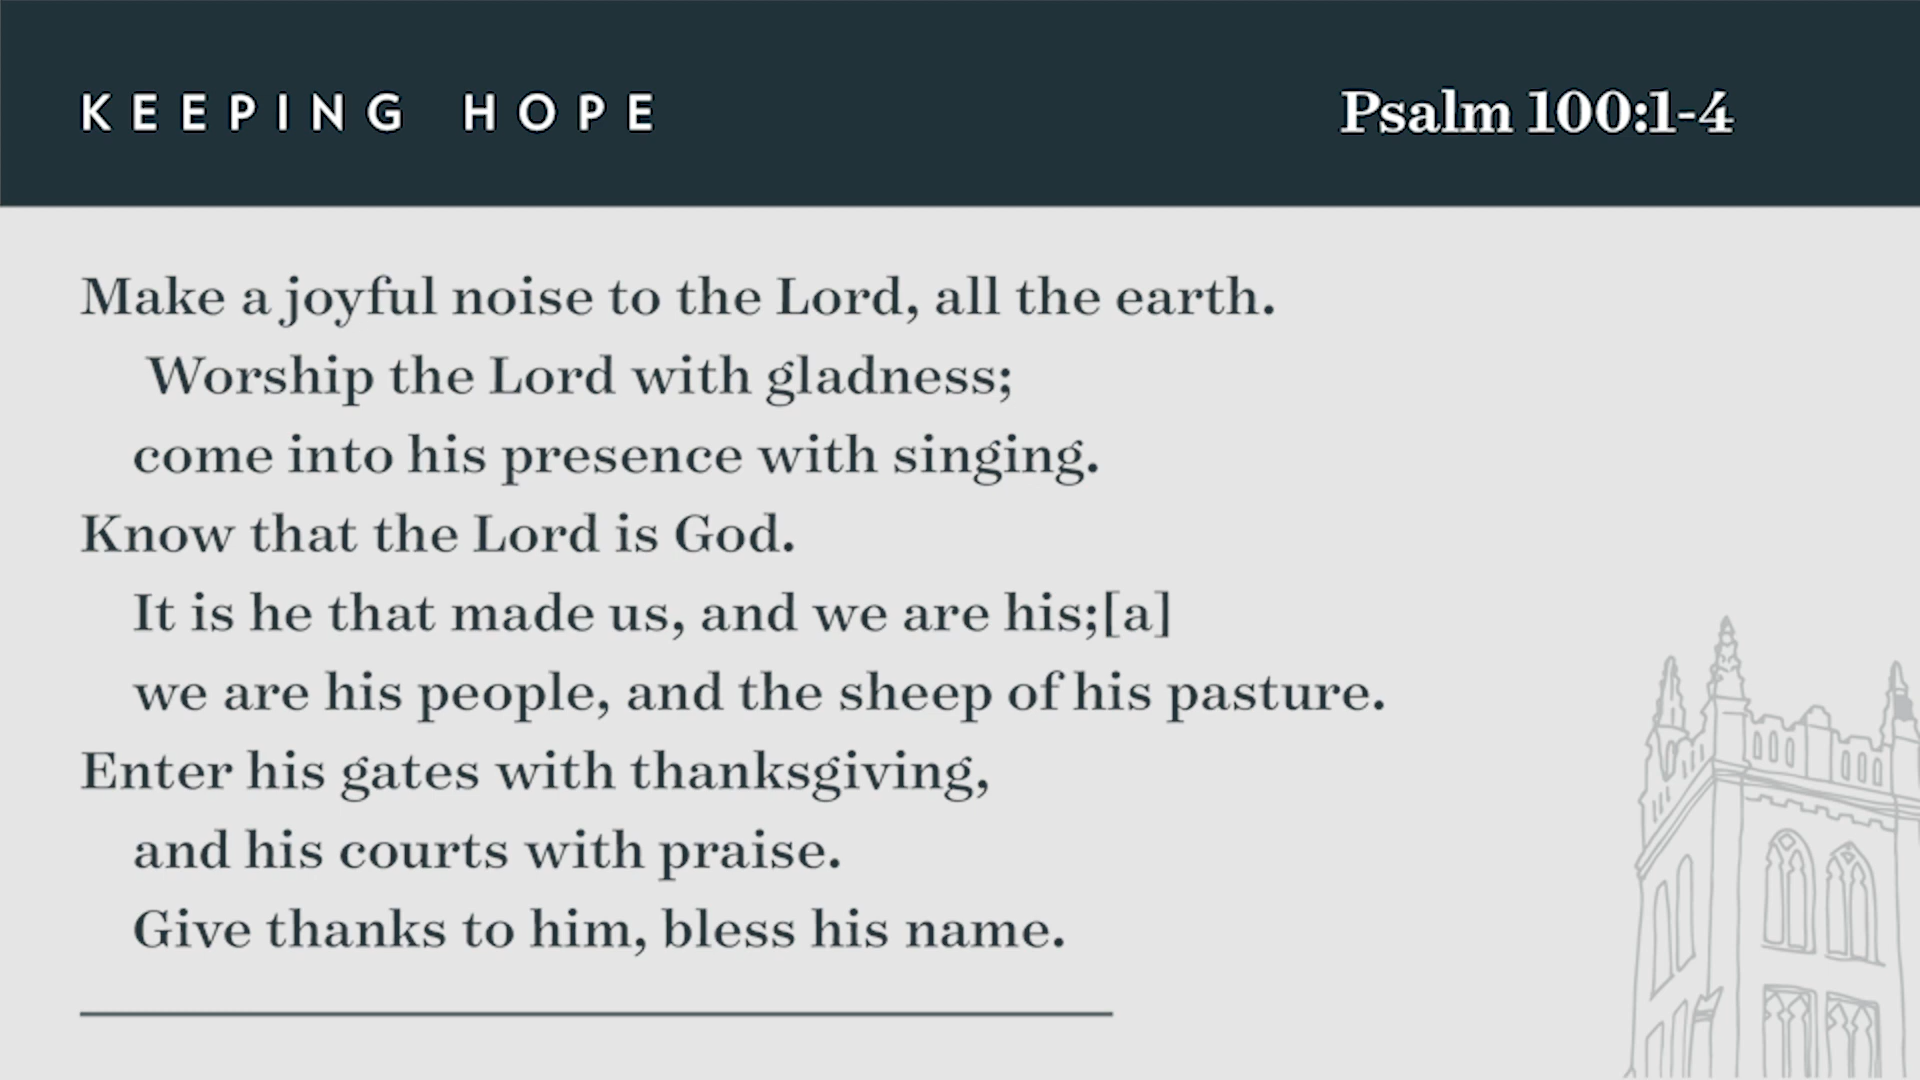 KEEPING HOPE
Psalm 100:1-4
Make a joyful noise to the Lord, all the earth.
Worship the Lord with gladness;
come into his presence with singing.
Know that the Lord is God.
It is he that made us, and we are his;[a]
we are his people, and the sheep of his pasture.
Enter his gates with thanksgiving,
and his courts with praise.
Give thanks to him, bless his name.